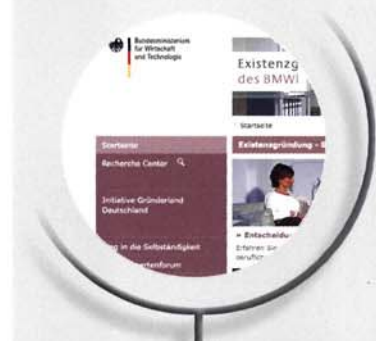 Bundesministerium
für Wirtschaft
und Technologie
Existenzg
des BMWi
Startseite
Startseite
Recherche Center
Initiative Gründerland
Deutschland
in die Selbständigkeit
Existenzgründung -
» Entscheidu
Erfahren Sie
beruflich